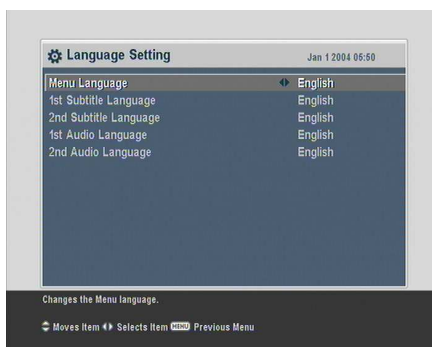 Language Setting Jan 1 2004 05:50
Menu Language English
1st Subtitle Language English
2nd Subtitle Language English
1st Audio Language English
2nd Audio Language English
Changes the Menu language.
Moves Item Selects Item MENU Previous Menu